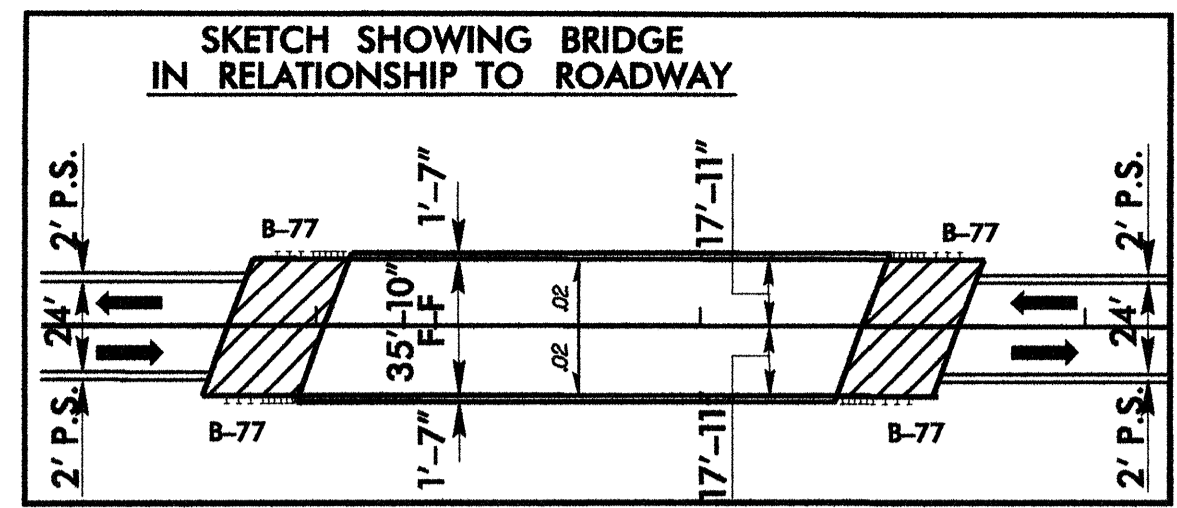 SKETCH SHOWING BRIDGE
IN RELATIONSHIP TO ROADWAY
2' P.S.
1'–7"
17'–11"
2' P.S.
B–77
B–77
24'
35'–10"
F–F
.02
.02
24'
2' P.S.
B–77
1'–7"
17'–11"
B–77
2' P.S.